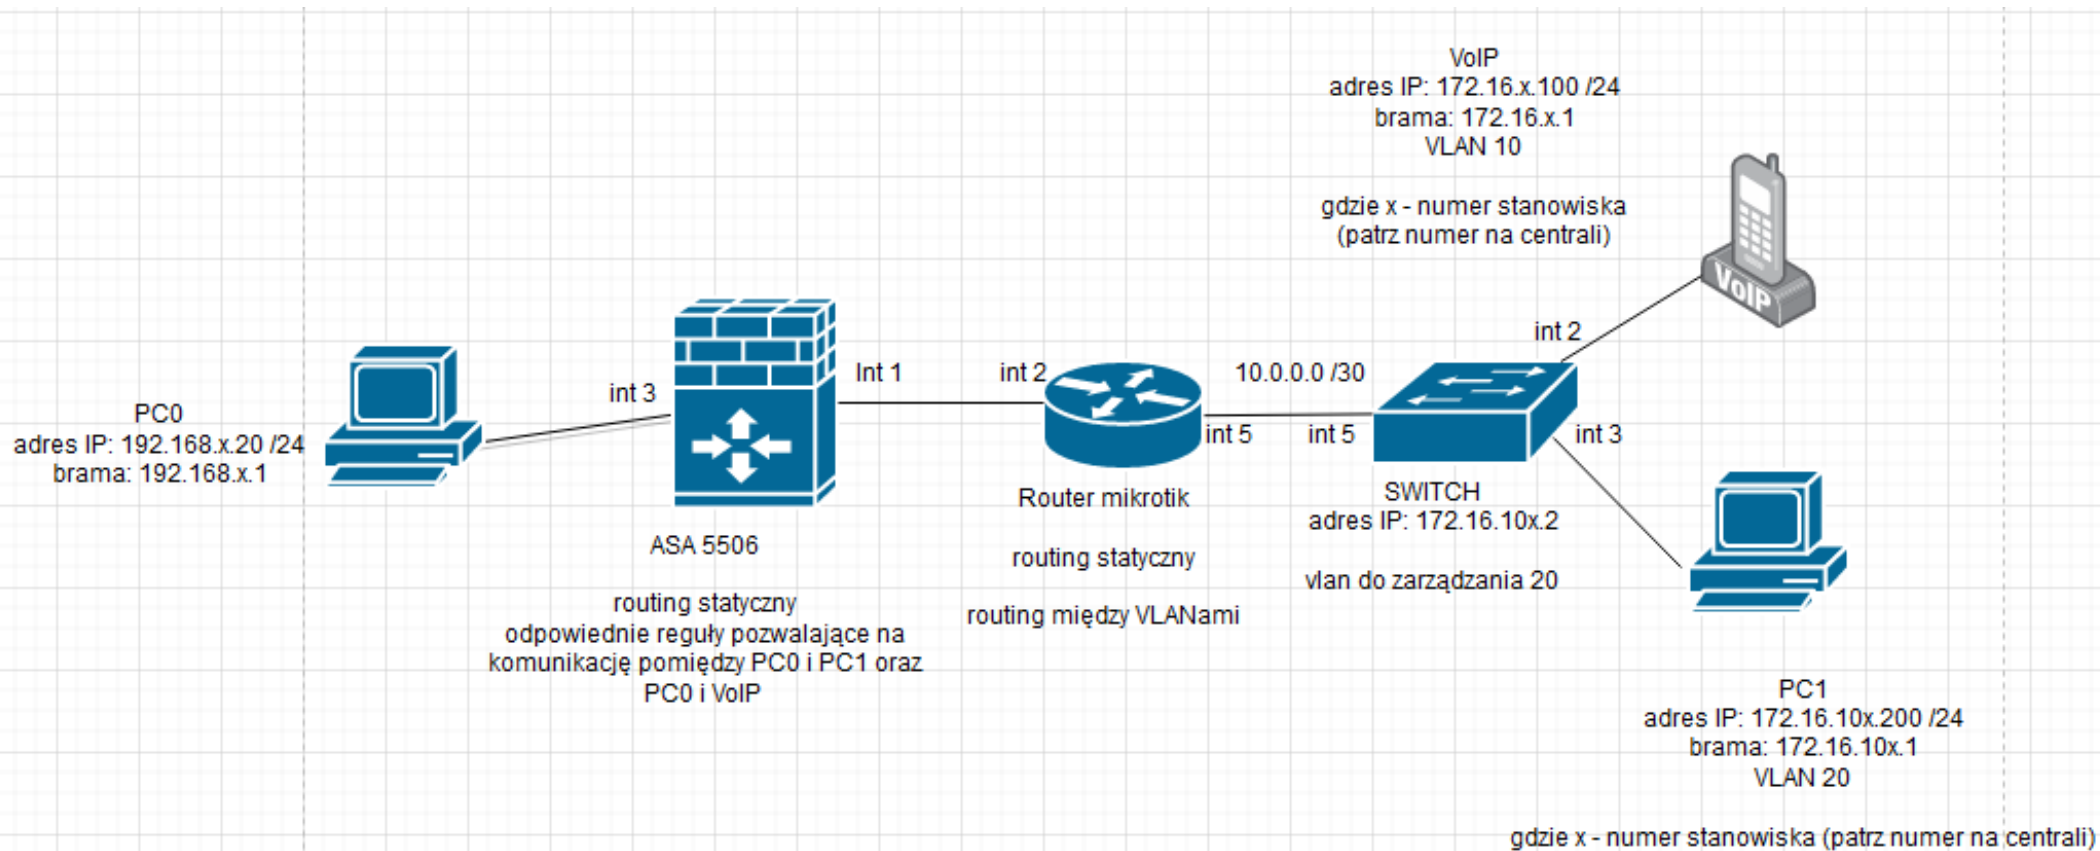 VoIP
adres IP: 172.16.x.100 /24
brama: 172.16.x.1
VLAN 10
gdzie x - numer stanowiska
(patrz numer na centrali)
VoIP
int 2
PC0
adres IP: 192.168.x.20 /24
brama: 192.168.x.1
int 3
Int 1
int 2
10.0.0.0 /30
int 5
int 5
int 3
ASA 5506
routing statyczny
odpowiednie reguły pozwalające na
komunikację pomiędzy PC0 i PC1 oraz
PC0 i VoIP
Router mikrotik
routing statyczny
routing między VLANami
SWITCH
adres IP: 172.16.10x.2
vlan do zarządzania 20
PC1
adres IP: 172.16.10x.200 /24
brama: 172.16.10x.1
VLAN 20
gdzie x - numer stanowiska (patrz numer na centrali)